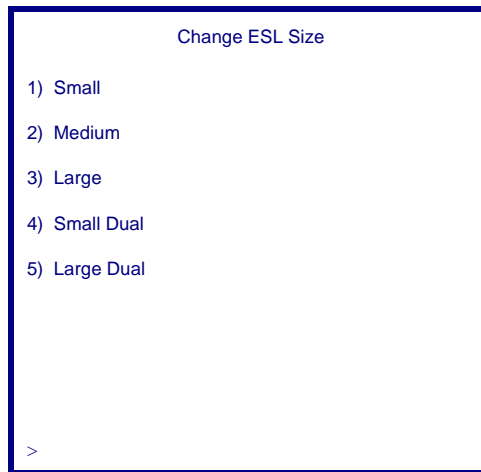 Change ESL Size
1) Small
2) Medium
3) Large
4) Small Dual
5) Large Dual
>